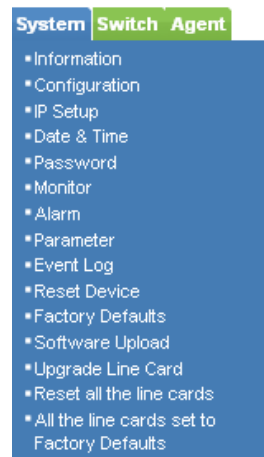 System Switch Agent
Information
Configuration
IP Setup
Date & Time
Password
Monitor
Alarm
Parameter
Event Log
Reset Device
Factory Defaults
Software Upload
Upgrade Line Card
Reset all the line cards
All the line cards set to
Factory Defaults